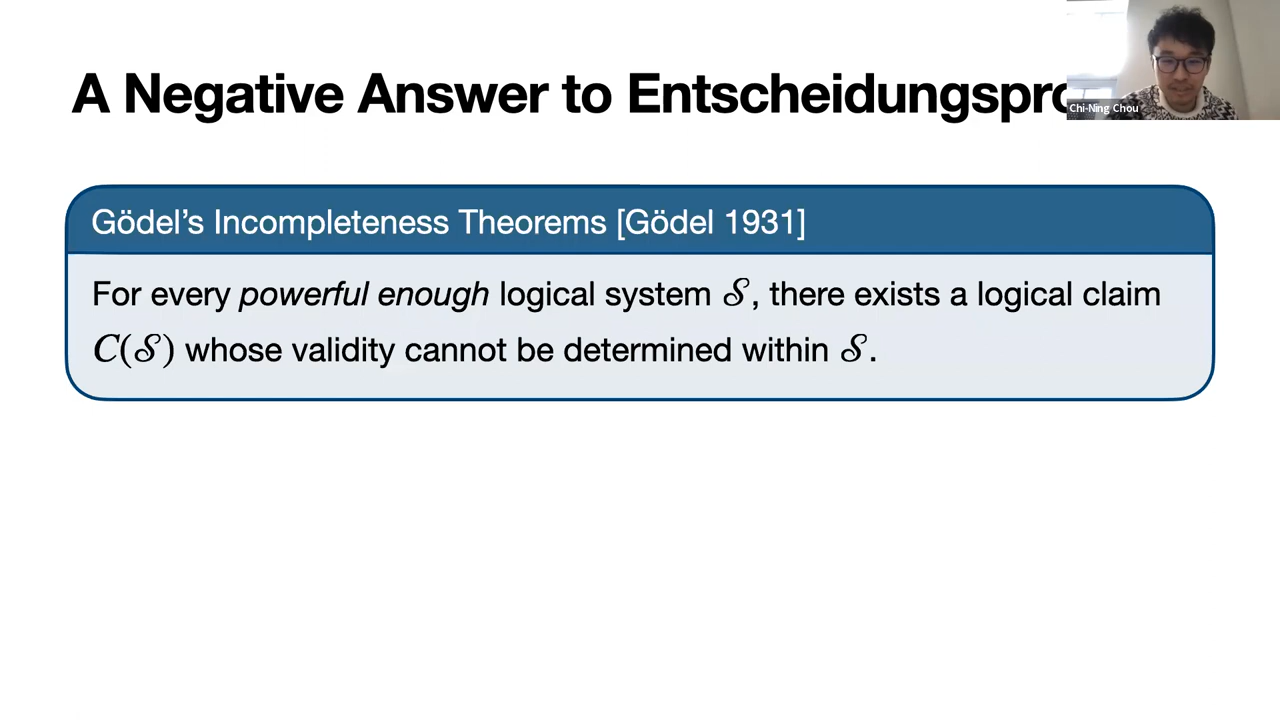 A Negative Answer to Entscheidungspro
Chi-Ning Chou
Gödel's Incompleteness Theorems [Gödel 1931]
For every powerful enough logical system 𝒮, there exists a logical claim
C(𝒮) whose validity cannot be determined within 𝒮.